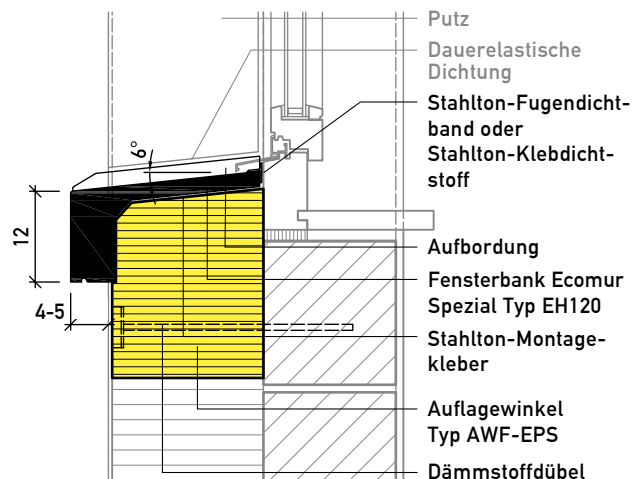 Putz
Dauerelastische
Dichtung
Stahlton-Fugendicht-
band oder
Stahlton-Klebdicht-
stoff
6°
12
4-5
Aufbordung
Fensterbank Ecomur
Spezial Typ EH120
Stahlton-Montage-
kleber
Auflagewinkel
Typ AWF-EPS
Dämmstoffdübel